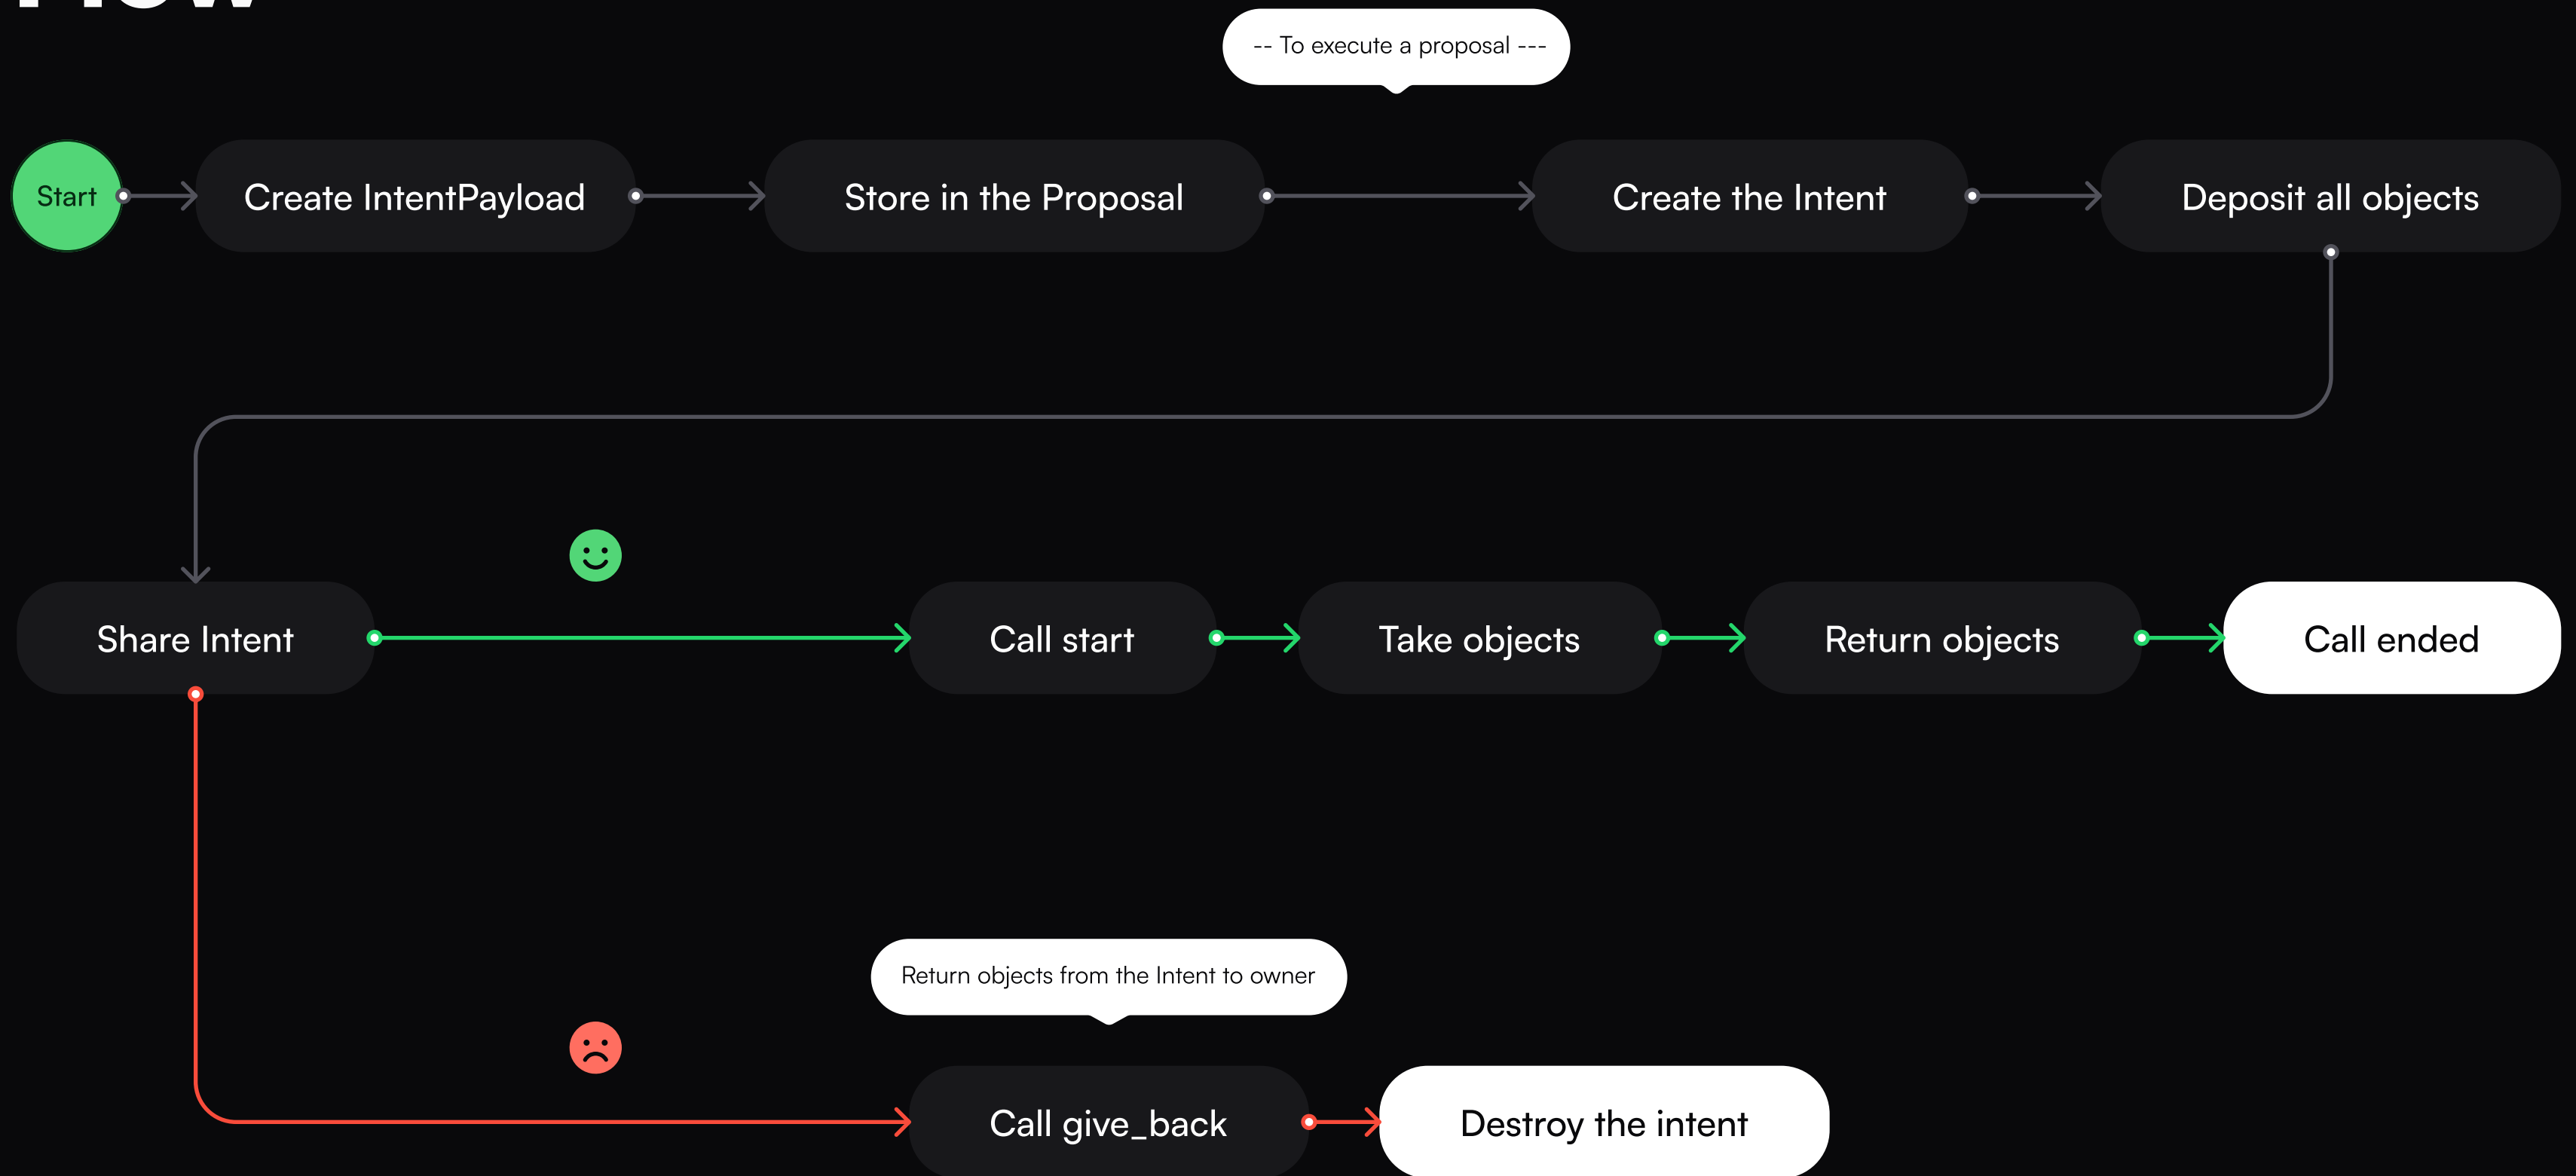 -- To execute a proposal ---
Start
Create IntentPayload
Store in the Proposal
Create the Intent
Deposit all objects
Share Intent
Call start
Take objects
Return objects
Call ended
Return objects from the Intent to owner
Call give_back
Destroy the intent